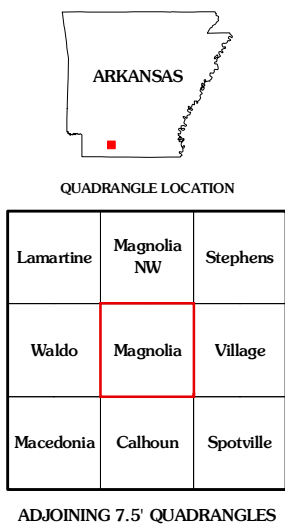 ARKANSAS
QUADRANGLE LOCATION
Lamartine
Magnolia
NW
Stephens
Waldo
Magnolia
Village
Macedonia
Calhoun
Spotville
ADJOINING 7.5' QUADRANGLES